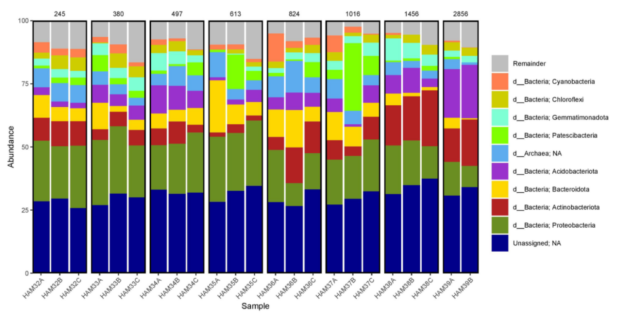 245 380 497 613 824 1016 1456 2856
100
75
50
25
0
Abundance
HAM32A HAM32B HAM32C HAM33A HAM33B HAM33C HAM34A HAM34B HAM34C HAM35A HAM35B HAM35C HAM36A HAM36B HAM36C HAM37A HAM37B HAM37C HAM38A HAM38B HAM38C HAM39A HAM39B
Sample
Remainder
d__Bacteria; Cyanobacteria
d__Bacteria; Chloroflexi
d__Bacteria; Gemmatimonadota
d__Bacteria; Patescibacteria
d__Archaea; NA
d__Bacteria; Acidobacteriota
d__Bacteria; Bacteroidota
d__Bacteria; Actinobacteriota
d__Bacteria; Proteobacteria
Unassigned; NA